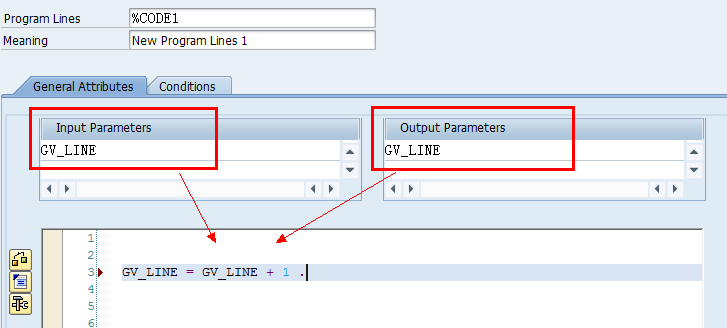 Program Lines %CODE1
Meaning New Program Lines 1
General Attributes Conditions
Input Parameters Output Parameters
GV_LINE GV_LINE
1
2
3 GV_LINE = GV_LINE + 1 .
4
5
6